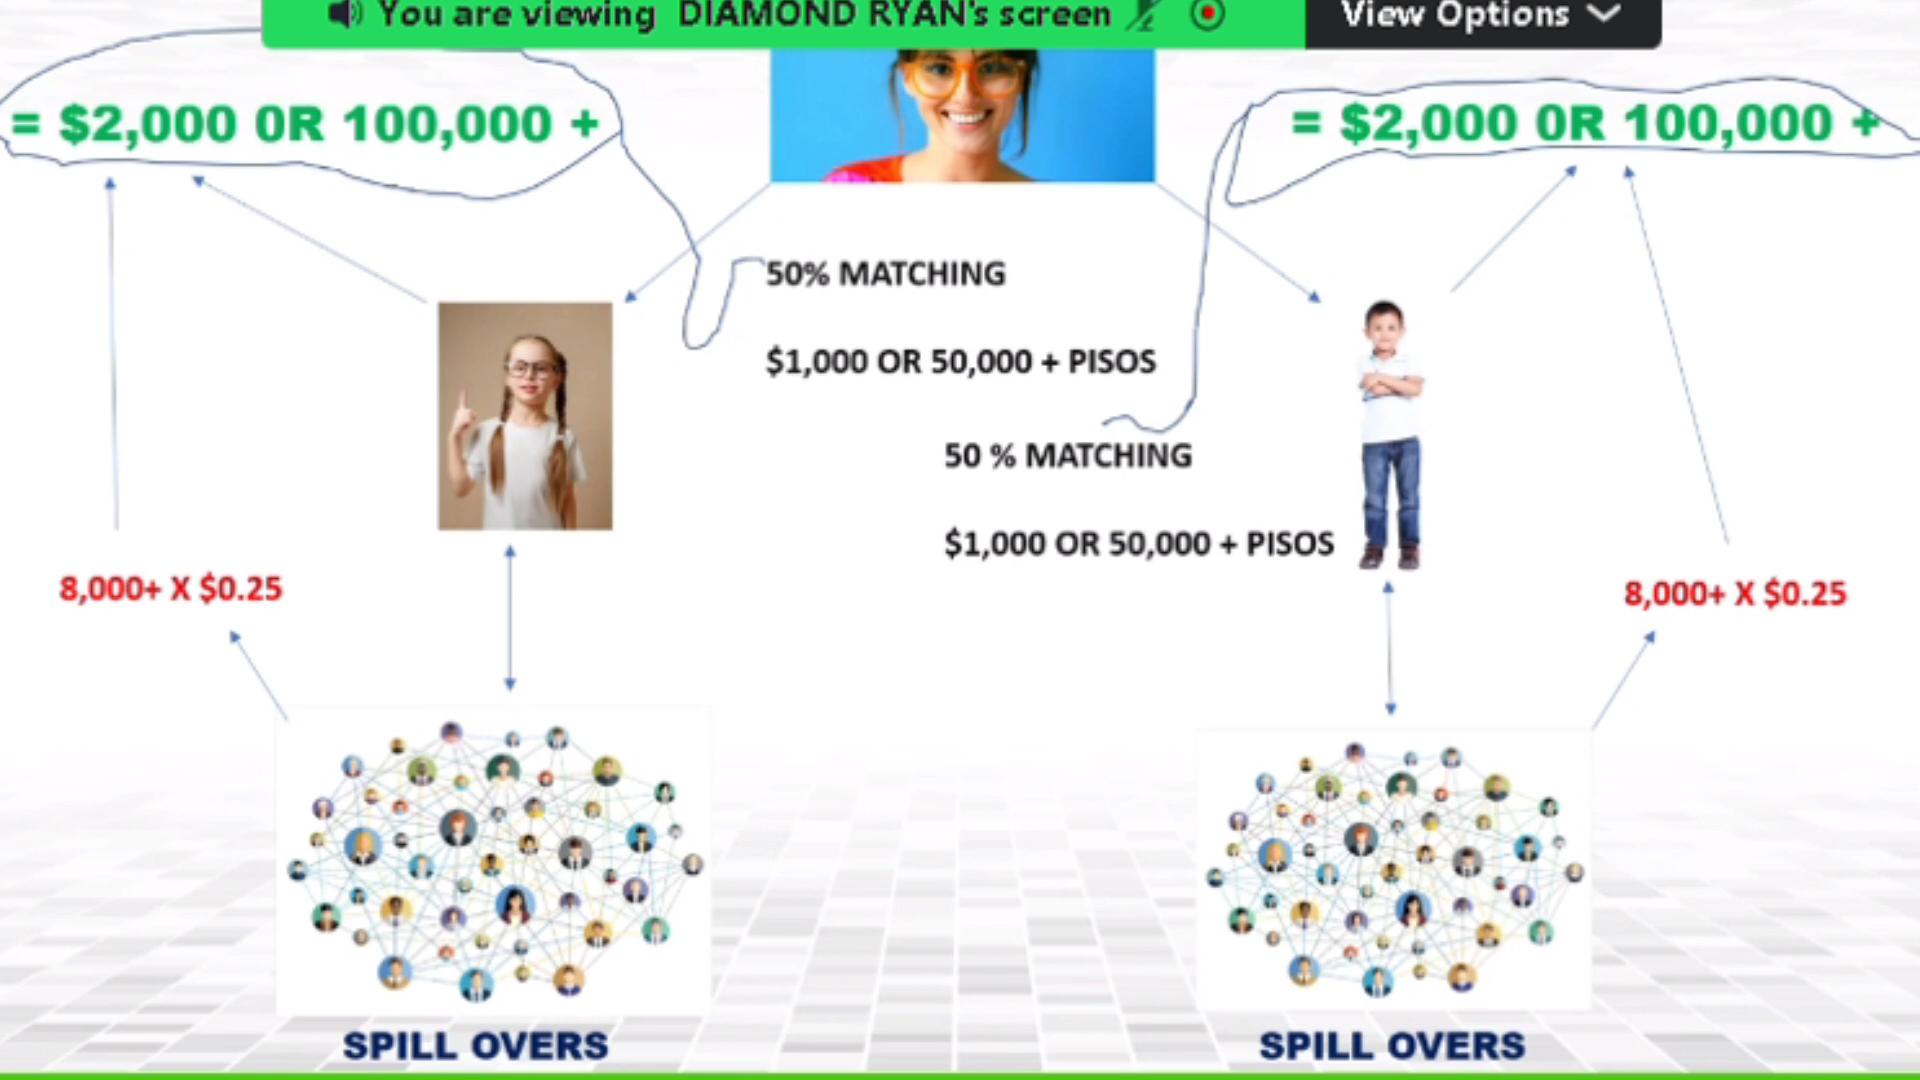 You are viewing DIAMOND RYAN's screen
View Options
= $2,000 0R 100,000 +
= $2,000 0R 100,000 +
50% MATCHING
$1,000 OR 50,000 + PISOS
50 % MATCHING
$1,000 OR 50,000 + PISOS
8,000+ X $0.25
8,000+ X $0.25
SPILL OVERS
SPILL OVERS